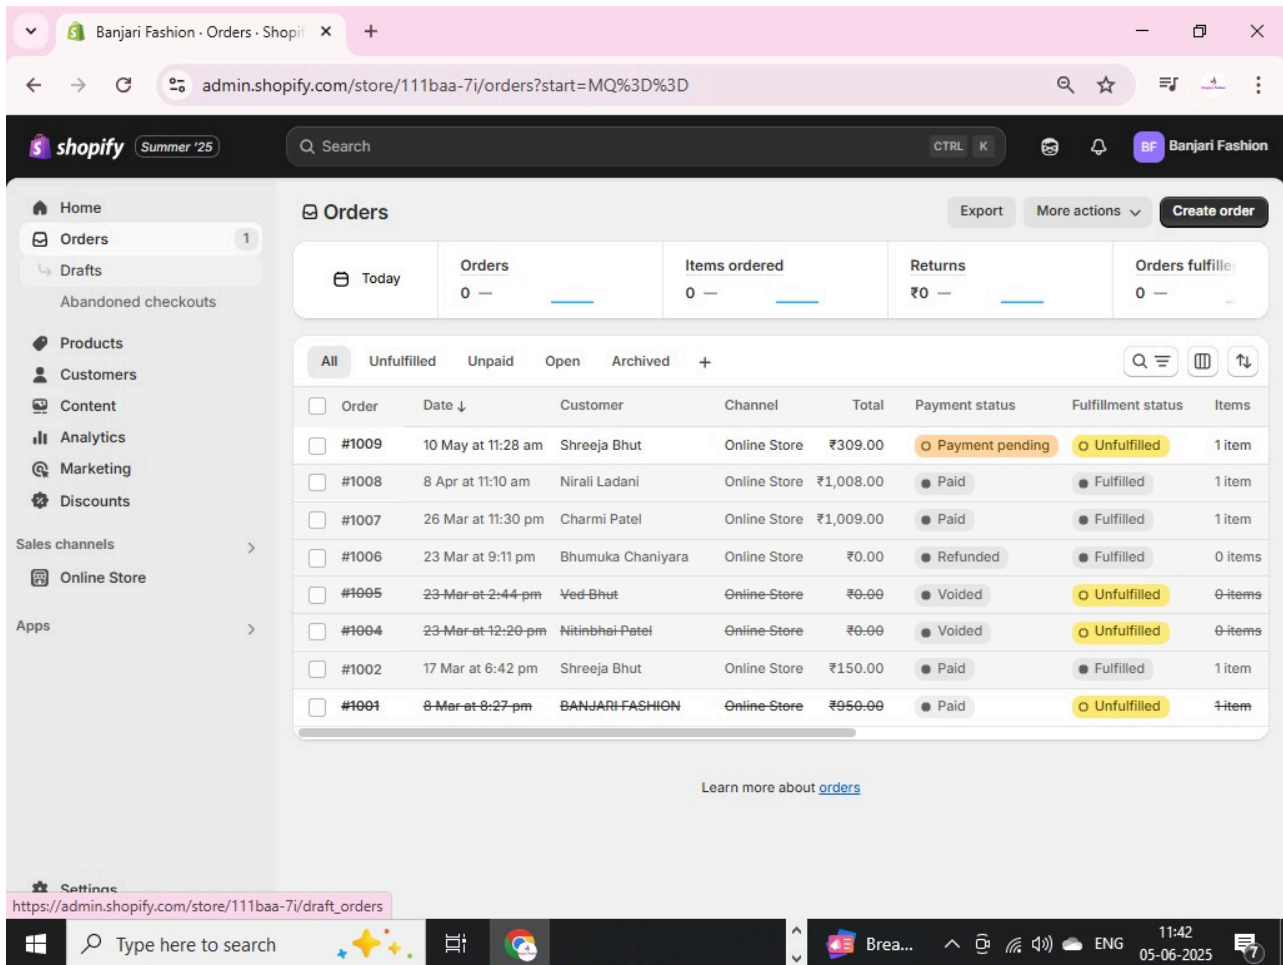 Banjari Fashion · Orders · Shopif
admin.shopify.com/store/111baa-7i/orders?start=MQ%3D%3D
shopify Summer '25 Search CTRL K BF Banjari Fashion
Home
Orders 1
Drafts
Abandoned checkouts
Products
Customers
Content
Analytics
Marketing
Discounts
Sales channels
Online Store
Apps
Settings
Orders Export More actions Create order
Today
Orders Items ordered Returns Orders fulfille
0 — 0 — ₹0 — 0 —
All Unfulfilled Unpaid Open Archived +
Order Date ↓ Customer Channel Total Payment status Fulfillment status Items
#1009 10 May at 11:28 am Shreeja Bhut Online Store ₹309.00 Payment pending Unfulfilled 1 item
#1008 8 Apr at 11:10 am Nirali Ladani Online Store ₹1,008.00 Paid Fulfilled 1 item
#1007 26 Mar at 11:30 pm Charmi Patel Online Store ₹1,009.00 Paid Fulfilled 1 item
#1006 23 Mar at 9:11 pm Bhumuka Chaniyara Online Store ₹0.00 Refunded Fulfilled 0 items
#1005 23 Mar at 2:44 pm Ved Bhut Online Store ₹0.00 Voided Unfulfilled 0 items
#1004 23 Mar at 12:20 pm Nitinbhai Patel Online Store ₹0.00 Voided Unfulfilled 0 items
#1002 17 Mar at 6:42 pm Shreeja Bhut Online Store ₹150.00 Paid Fulfilled 1 item
#1001 8 Mar at 8:27 pm BANJARI FASHION Online Store ₹950.00 Paid Unfulfilled 1 item
Learn more about orders
https://admin.shopify.com/store/111baa-7i/draft_orders
Type here to search Brea... ENG 11:42
05-06-2025 7